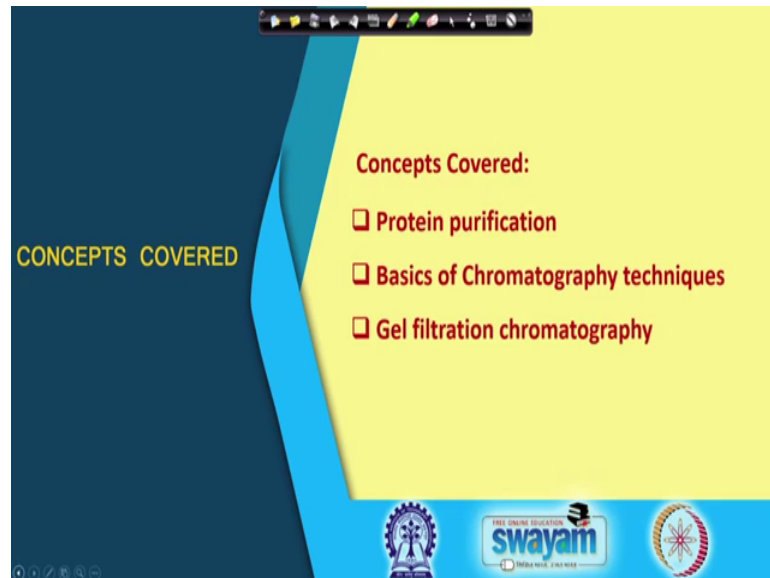 CONCEPTS COVERED
Concepts Covered:
Protein purification
Basics of Chromatography techniques
Gel filtration chromatography
FREE ONLINE EDUCATION
swayam